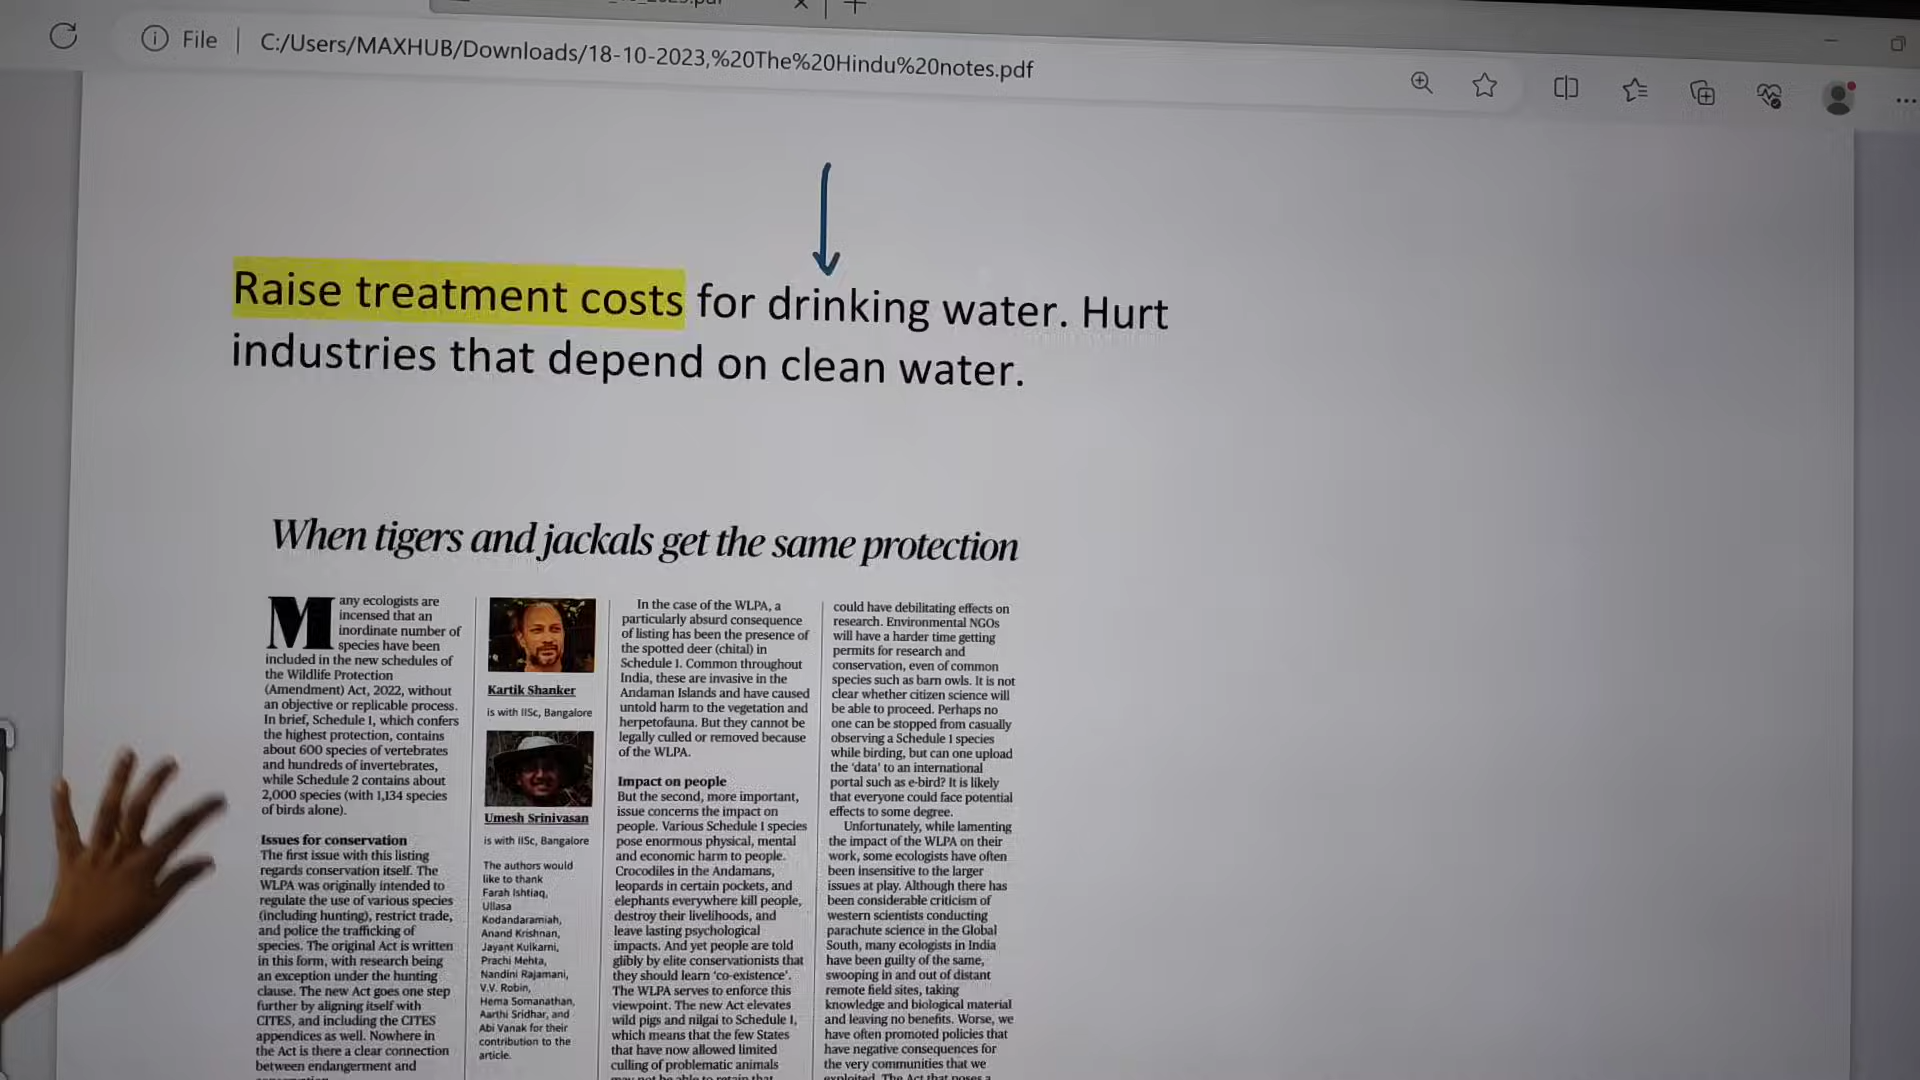 File | C:/Users/MAXHUB/Downloads/18-10-2023,%20The%20Hindu%20notes.pdf
Raise treatment costs for drinking water. Hurt
industries that depend on clean water.
When tigers and jackals get the same protection
Many ecologists are
incensed that an
inordinate number of
species have been
included in the new schedules of
the Wildlife Protection
(Amendment) Act, 2022, without
an objective or replicable process.
In brief, Schedule I, which confers
the highest protection, contains
about 600 species of vertebrates
and hundreds of invertebrates,
while Schedule 2 contains about
2,000 species (with 1,134 species
of birds alone).
Issues for conservation
The first issue with this listing
regards conservation itself. The
WLPA was originally intended to
regulate the use of various species
(including hunting), restrict trade,
and police the trafficking of
species. The original Act is written
in this form, with research being
an exception under the hunting
clause. The new Act goes one step
further by aligning itself with
CITES, and including the CITES
appendices as well. Nowhere in
the Act is there a clear connection
between endangerment and
Kartik Shanker
is with IISc, Bangalore
Umesh Srinivasan
is with IISc, Bangalore
The authors would
like to thank
Farah Ishtiaq,
Ullasa
Kodandaramiah,
Anand Krishnan,
Jayant Kulkarni,
Prachi Mehta,
Nandini Rajamani,
V.V. Robin,
Hema Somanathan,
Aarthi Sridhar, and
Abi Vanak for their
contribution to the
article.
In the case of the WLPA, a
particularly absurd consequence
of listing has been the presence of
the spotted deer (chital) in
Schedule I. Common throughout
India, these are invasive in the
Andaman Islands and have caused
untold harm to the vegetation and
herpetofauna. But they cannot be
legally culled or removed because
of the WLPA.
Impact on people
But the second, more important,
issue concerns the impact on
people. Various Schedule I species
pose enormous physical, mental
and economic harm to people.
Crocodiles in the Andamans,
leopards in certain pockets, and
elephants everywhere kill people,
destroy their livelihoods, and
leave lasting psychological
impacts. And yet people are told
glibly by elite conservationists that
they should learn 'co-existence'.
The WLPA serves to enforce this
viewpoint. The new Act elevates
wild pigs and nilgai to Schedule I,
which means that the few States
that have now allowed limited
culling of problematic animals
may not be able to retain that
could have debilitating effects on
research. Environmental NGOs
will have a harder time getting
permits for research and
conservation, even of common
species such as barn owls. It is not
clear whether citizen science will
be able to proceed. Perhaps no
one can be stopped from casually
observing a Schedule I species
while birding, but can one upload
the 'data' to an international
portal such as e-bird? It is likely
that everyone could face potential
effects to some degree.
Unfortunately, while lamenting
the impact of the WLPA on their
work, some ecologists have often
been insensitive to the larger
issues at play. Although there has
been considerable criticism of
western scientists conducting
parachute science in the Global
South, many ecologists in India
have been guilty of the same,
swooping in and out of distant
remote field sites, taking
knowledge and biological material
and leaving no benefits. Worse, we
have often promoted policies that
have negative consequences for
the very communities that we
exploited. The Act that poses a